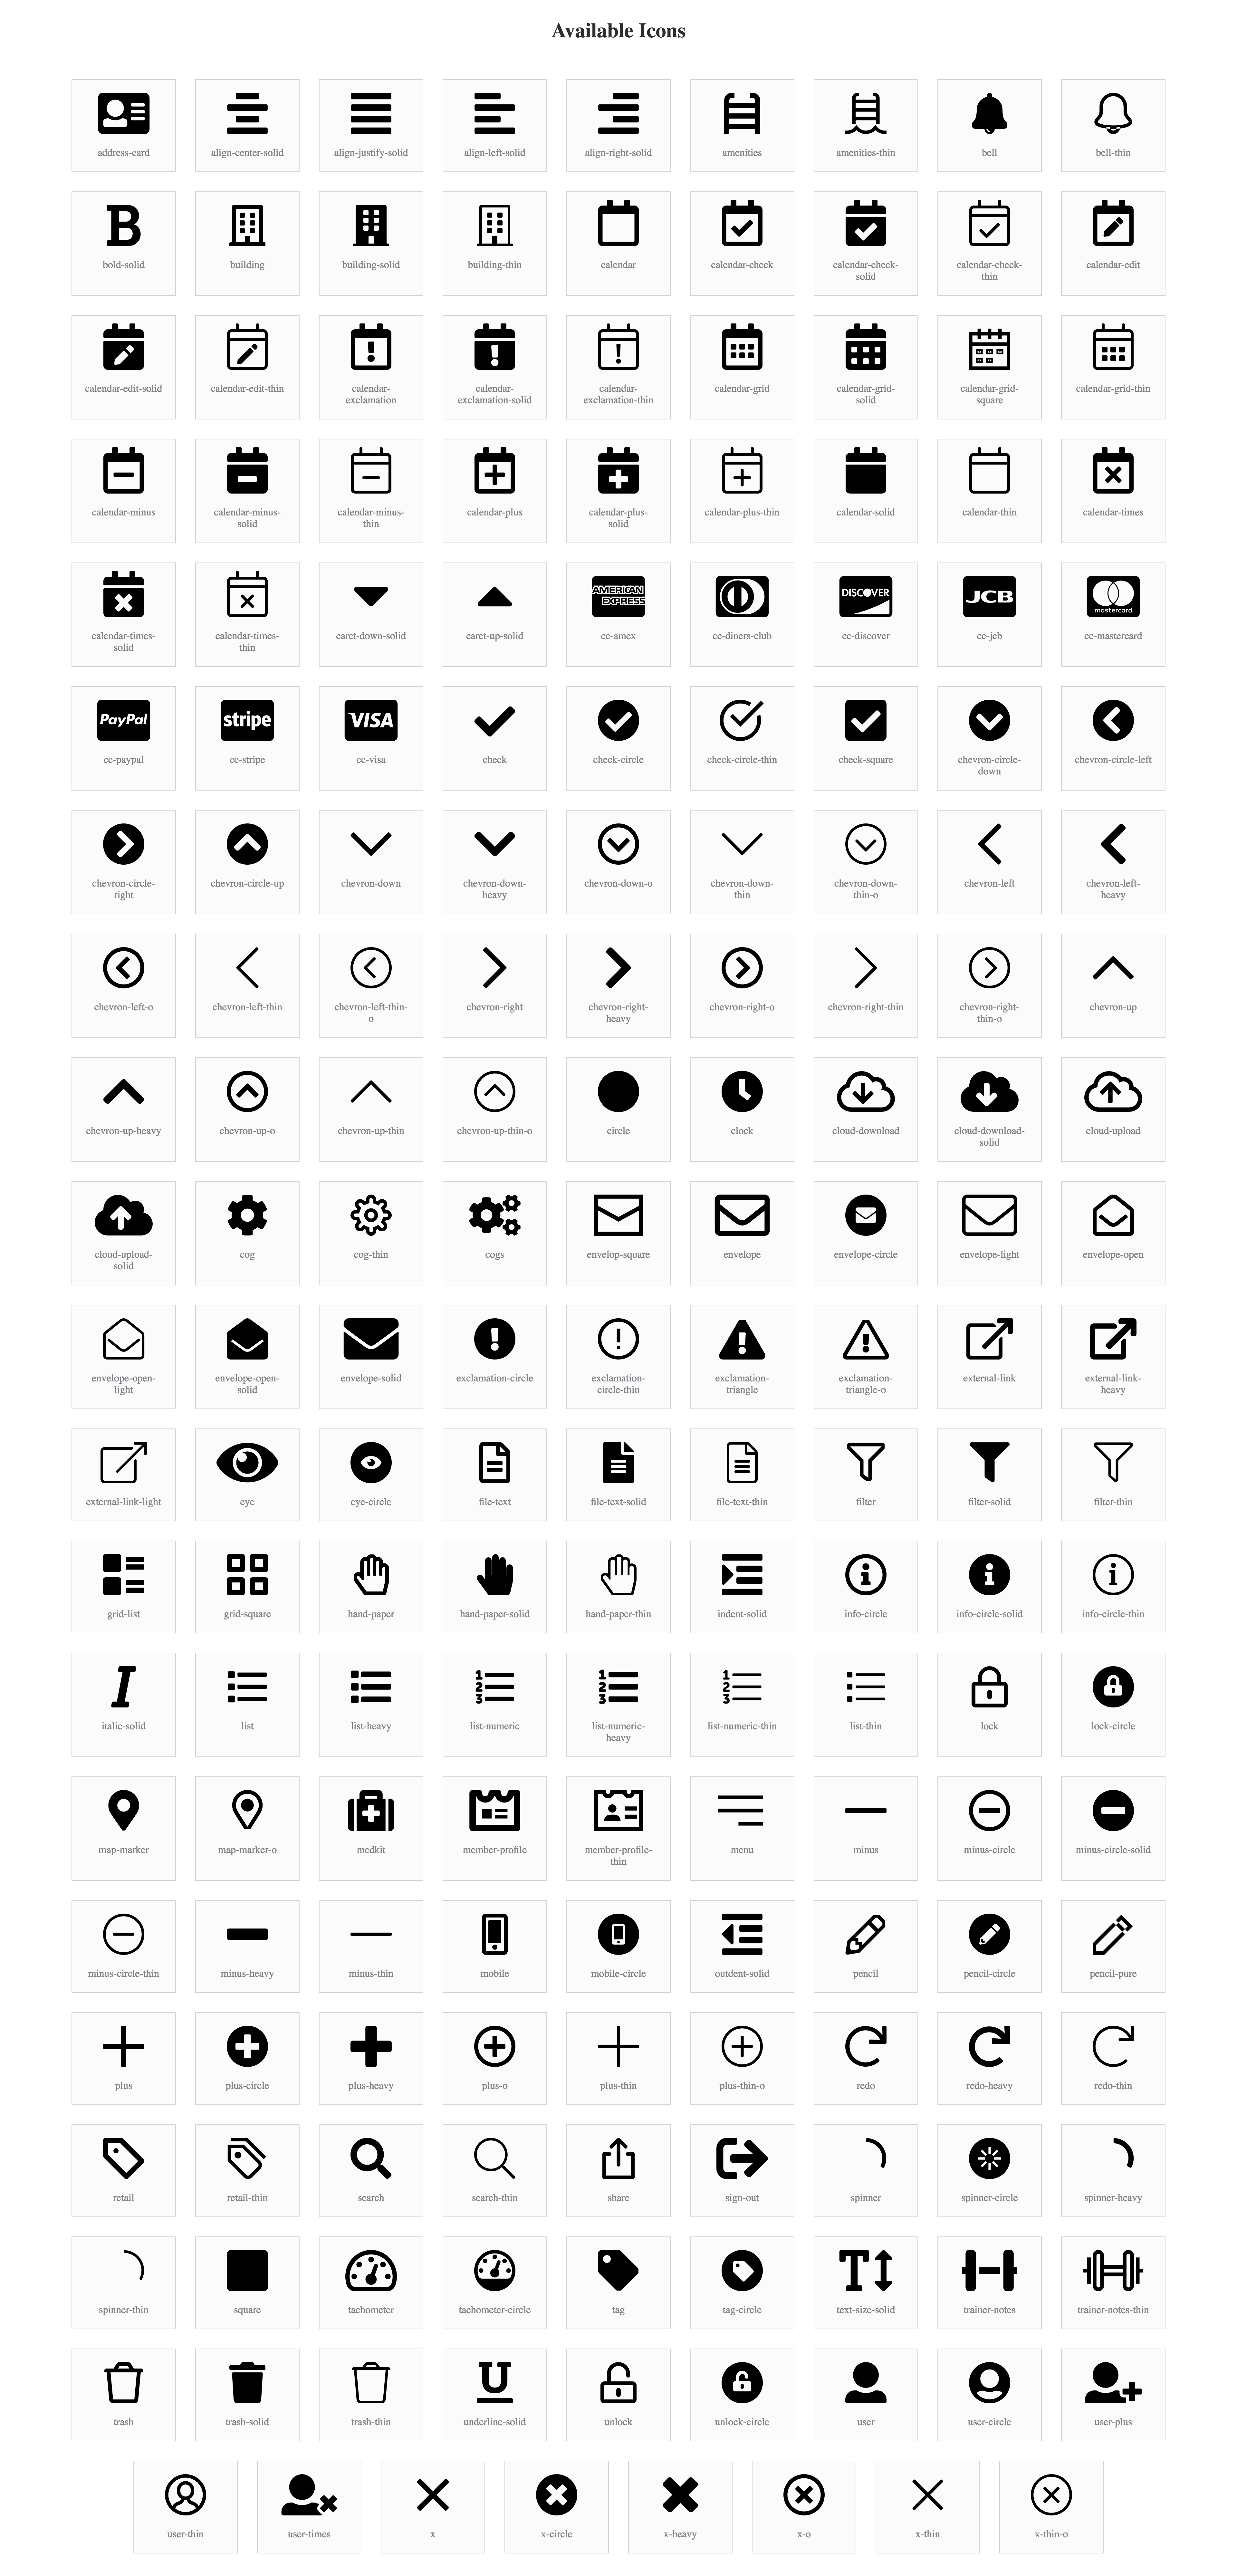 Available Icons
address-card
align-center-solid
align-justify-solid
align-left-solid
align-right-solid
amenities
amenities-thin
bell
bell-thin
B
bold-solid
building
building-solid
building-thin
calendar
calendar-check
calendar-check-
solid
calendar-check-
thin
calendar-edit
calendar-edit-solid
calendar-edit-thin
calendar-
exclamation
calendar-
exclamation-solid
calendar-
exclamation-thin
calendar-grid
calendar-grid-
solid
calendar-grid-
square
calendar-grid-thin
calendar-minus
calendar-minus-
solid
calendar-minus-
thin
calendar-plus
calendar-plus-
solid
calendar-plus-thin
calendar-solid
calendar-thin
calendar-times
calendar-times-
solid
calendar-times-
thin
caret-down-solid
caret-up-solid
AMERICAN
EXPRESS
cc-amex
cc-diners-club
DISCOVER
cc-discover
JCB
cc-jcb
mastercard
cc-mastercard
PayPal
cc-paypal
stripe
cc-stripe
VISA
cc-visa
check
check-circle
check-circle-thin
check-square
chevron-circle-
down
chevron-circle-left
chevron-circle-
right
chevron-circle-up
chevron-down
chevron-down-
heavy
chevron-down-o
chevron-down-
thin
chevron-down-
thin-o
chevron-left
chevron-left-
heavy
chevron-left-o
chevron-left-thin
chevron-left-thin-
o
chevron-right
chevron-right-
heavy
chevron-right-o
chevron-right-thin
chevron-right-
thin-o
chevron-up
chevron-up-heavy
chevron-up-o
chevron-up-thin
chevron-up-thin-o
circle
clock
cloud-download
cloud-download-
solid
cloud-upload
cloud-upload-
solid
cog
cog-thin
cogs
envelop-square
envelope
envelope-circle
envelope-light
envelope-open
envelope-open-
light
envelope-open-
solid
envelope-solid
exclamation-circle
exclamation-
circle-thin
exclamation-
triangle
exclamation-
triangle-o
external-link
external-link-
heavy
external-link-light
eye
eye-circle
file-text
file-text-solid
file-text-thin
filter
filter-solid
filter-thin
grid-list
grid-square
hand-paper
hand-paper-solid
hand-paper-thin
indent-solid
info-circle
info-circle-solid
info-circle-thin
I
italic-solid
list
list-heavy
1
2
3
list-numeric
1
2
3
list-numeric-
heavy
1
2
3
list-numeric-thin
list-thin
lock
lock-circle
map-marker
map-marker-o
medkit
member-profile
member-profile-
thin
menu
minus
minus-circle
minus-circle-solid
minus-circle-thin
minus-heavy
minus-thin
mobile
mobile-circle
outdent-solid
pencil
pencil-circle
pencil-pure
plus
plus-circle
plus-heavy
plus-o
plus-thin
plus-thin-o
redo
redo-heavy
redo-thin
retail
retail-thin
search
search-thin
share
sign-out
spinner
spinner-circle
spinner-heavy
spinner-thin
square
tachometer
tachometer-circle
tag
tag-circle
T
text-size-solid
trainer-notes
trainer-notes-thin
trash
trash-solid
trash-thin
U
underline-solid
unlock
unlock-circle
user
user-circle
user-plus
user-thin
user-times
x
x-circle
x-heavy
x-o
x-thin
x-thin-o